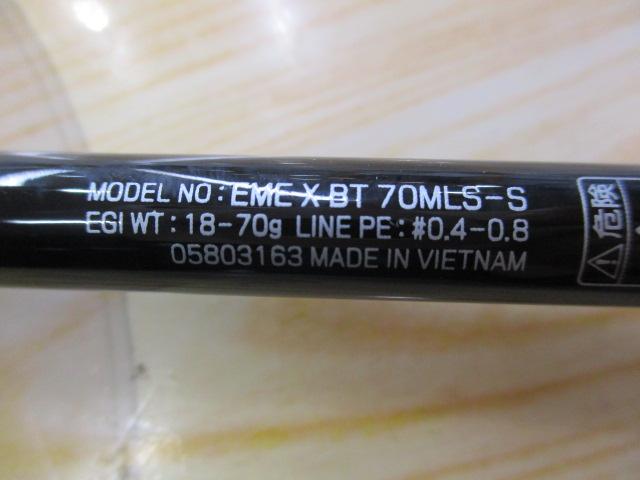 MODEL NO : EME X BT 70MLS-S
EGI WT : 18-70g LINE PE : #0.4-0.8
05803163 MADE IN VIETNAM
危険